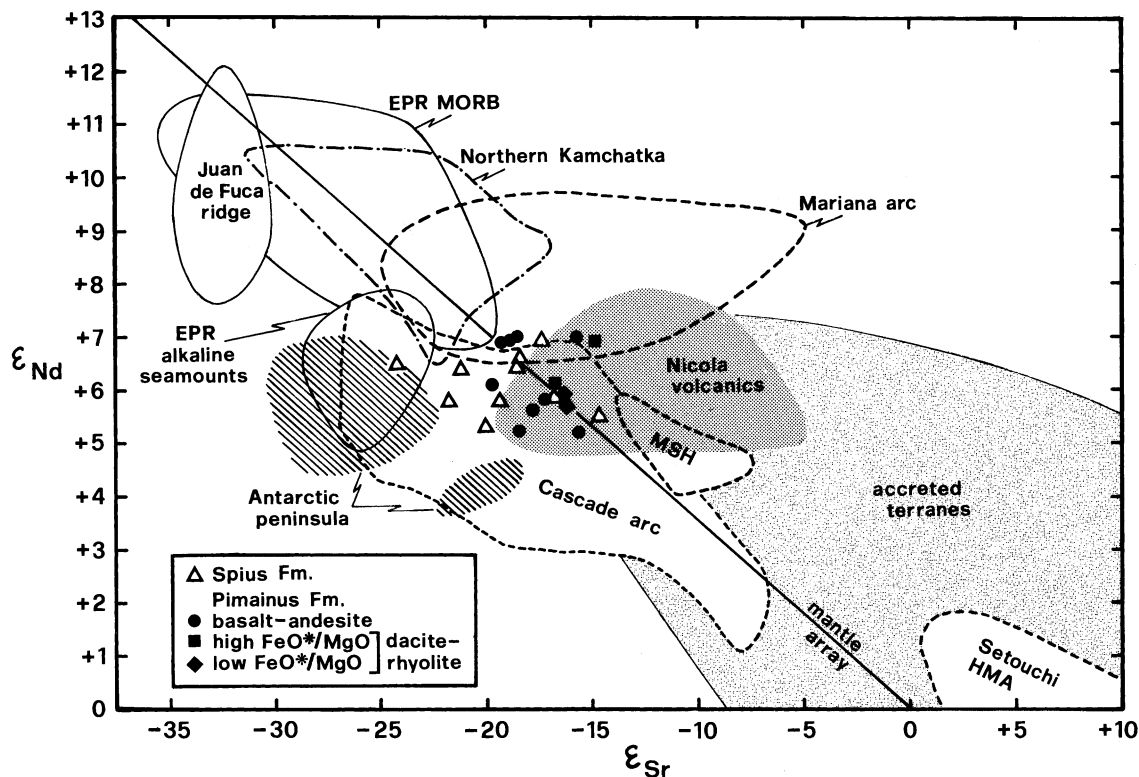 +13
+12
+11
+10
+9
+8
+7
+6
+5
+4
+3
+2
+1
0
εNd
EPR MORB
Northern Kamchatka
Juan
de Fuca
ridge
Mariana arc
EPR
alkaline
seamounts
Nicola
volcanics
MSH
Antarctic
peninsula
Cascade arc
accreted
terranes
mantle
array
Setouchi
HMA
△ Spius Fm.
Pimainus Fm.
● basalt-andesite
■ high FeO*/MgO ] dacite-
◆ low FeO*/MgO ] rhyolite
-35 -30 -25 -20 -15 -10 -5 0 +5 +10
εSr